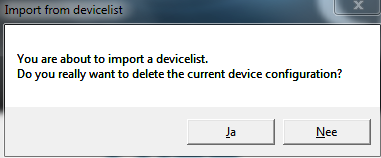 Import from devicelist
You are about to import a devicelist.
Do you really want to delete the current device configuration?
Ja
Nee